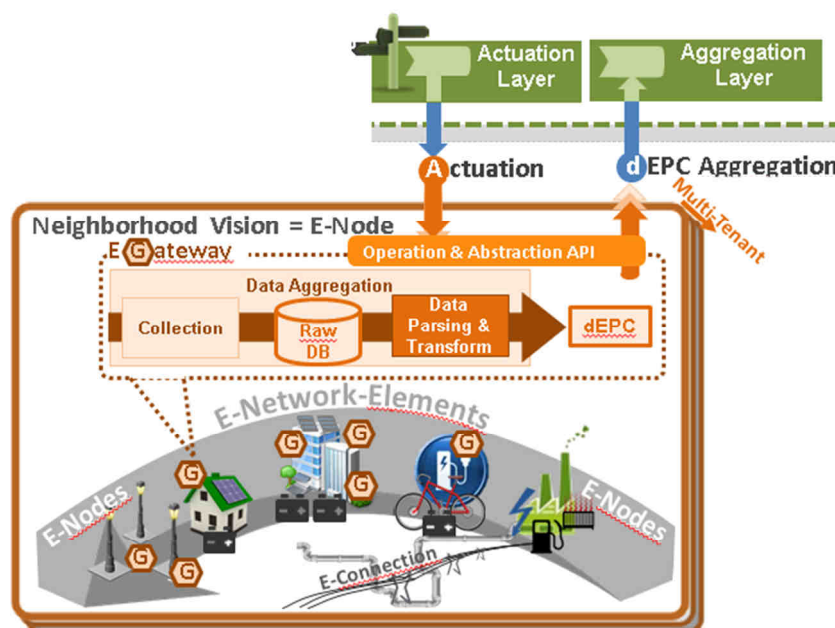 Actuation
Layer
Aggregation
Layer
Actuation
dEPC Aggregation
Multi-Tenant
Neighborhood Vision = E-Node
E Gateway
Operation & Abstraction API
Data Aggregation
Collection
Raw
DB
Data
Parsing &
Transform
dEPC
E-Network-Elements
G
G
G
G
G
G
G
E-Nodes
E-Nodes
E-Connection